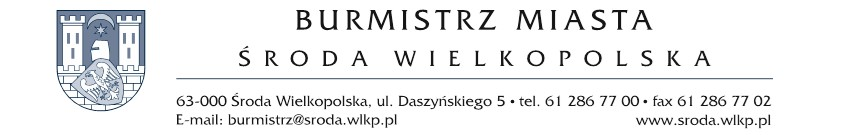 BURMISTRZ MIASTA
ŚRODA WIELKOPOLSKA
63-000 Środa Wielkopolska, ul. Daszyńskiego 5 • tel. 61 286 77 00 • fax 61 286 77 02
E-mail: burmistrz@sroda.wlkp.pl www.sroda.wlkp.pl